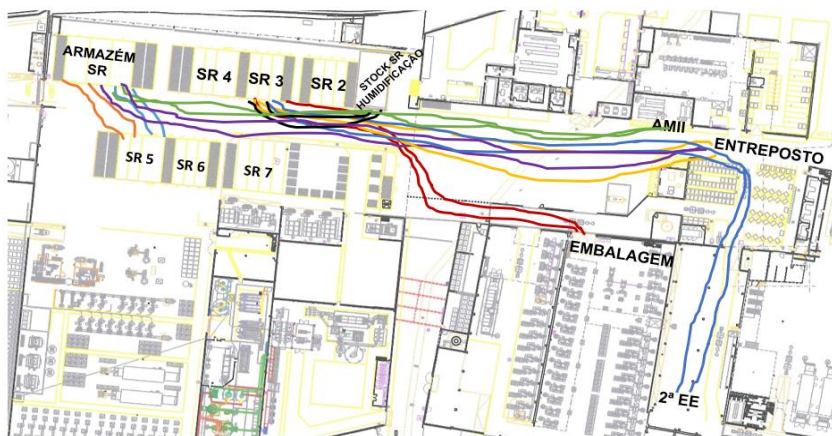 ARMAZÉM
SR
SR 4
SR 3
SR 2
STOCK SR
HUMIDIFICAÇÃO
AMII
ENTREPOSTO
SR 5
SR 6
SR 7
EMBALAGEM
2ª EE